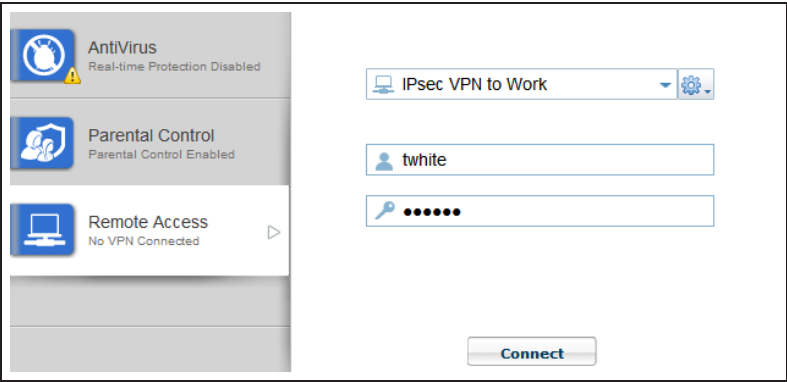 AntiVirus
Real-time Protection Disabled
Parental Control
Parental Control Enabled
Remote Access
No VPN Connected
IPsec VPN to Work
twhite
●●●●●●
Connect